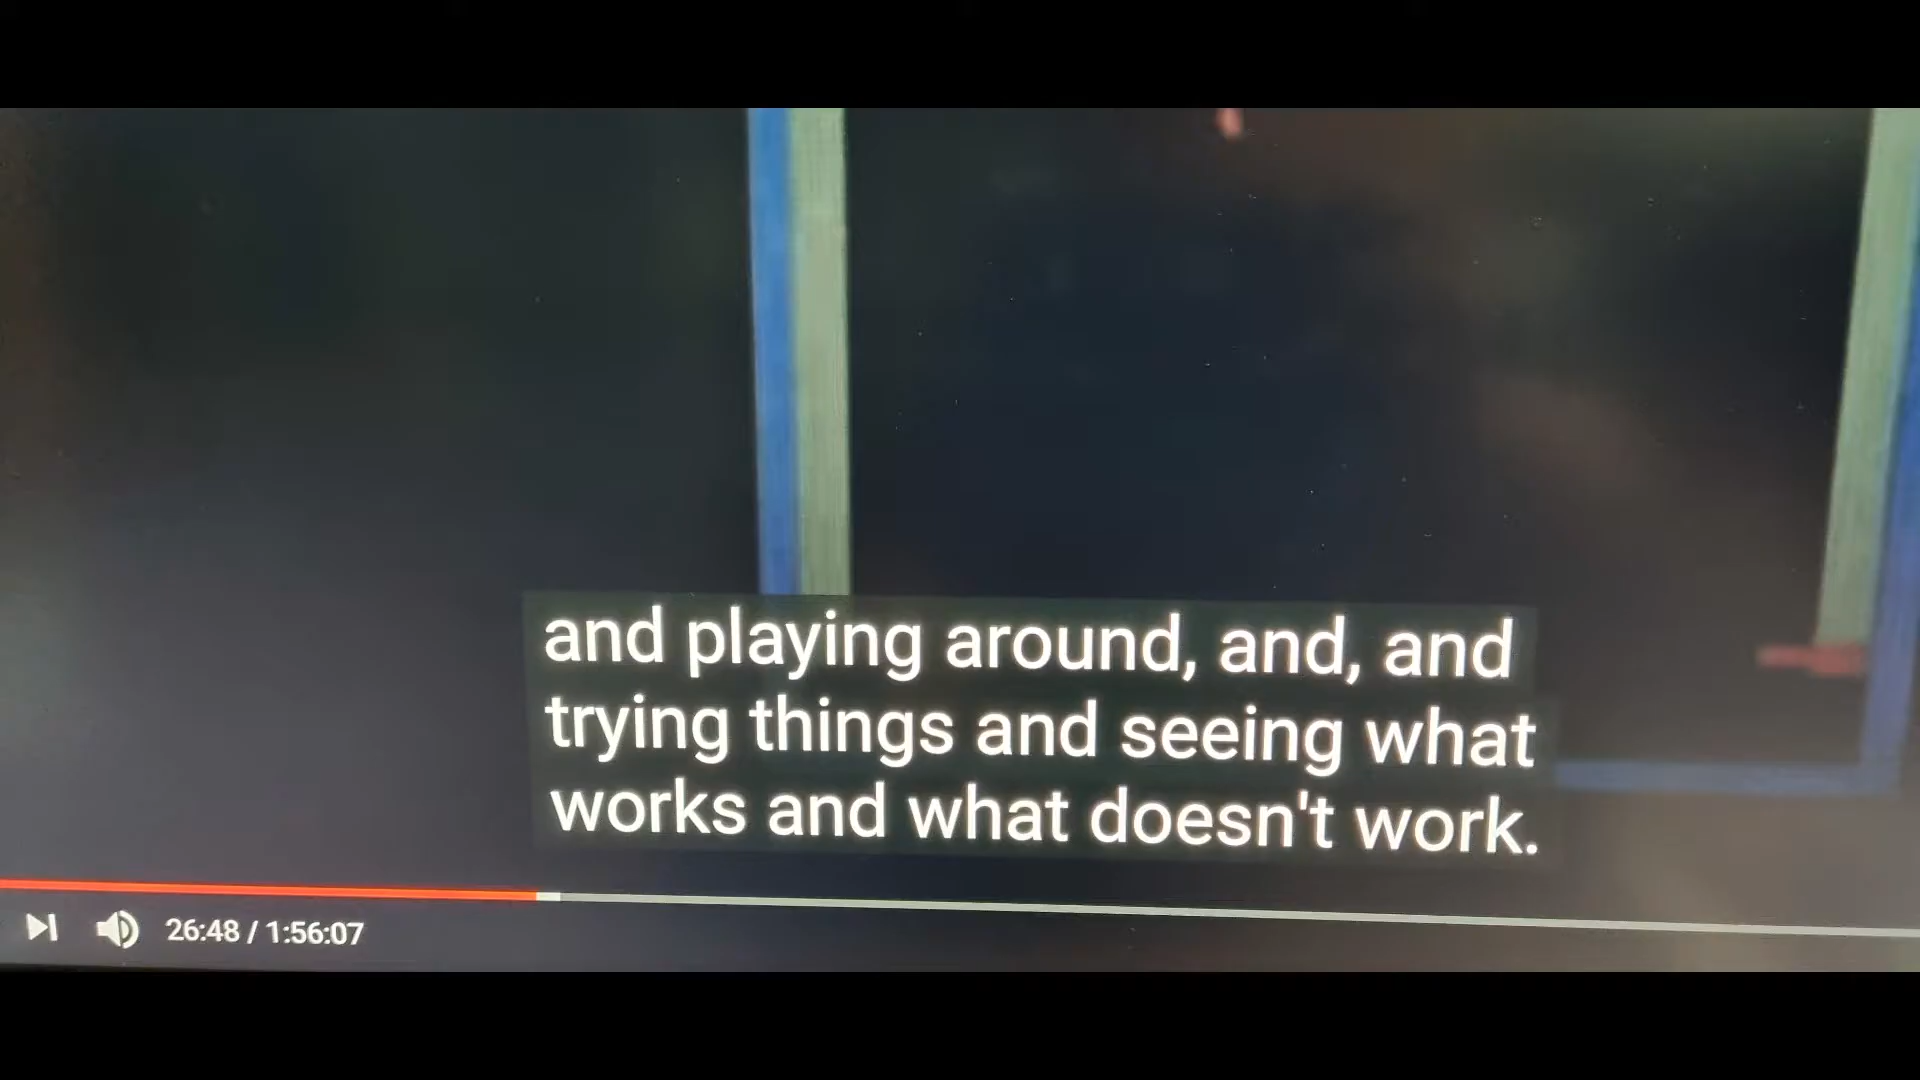 and playing around, and, and
trying things and seeing what
works and what doesn't work.
26:48 / 1:56:07